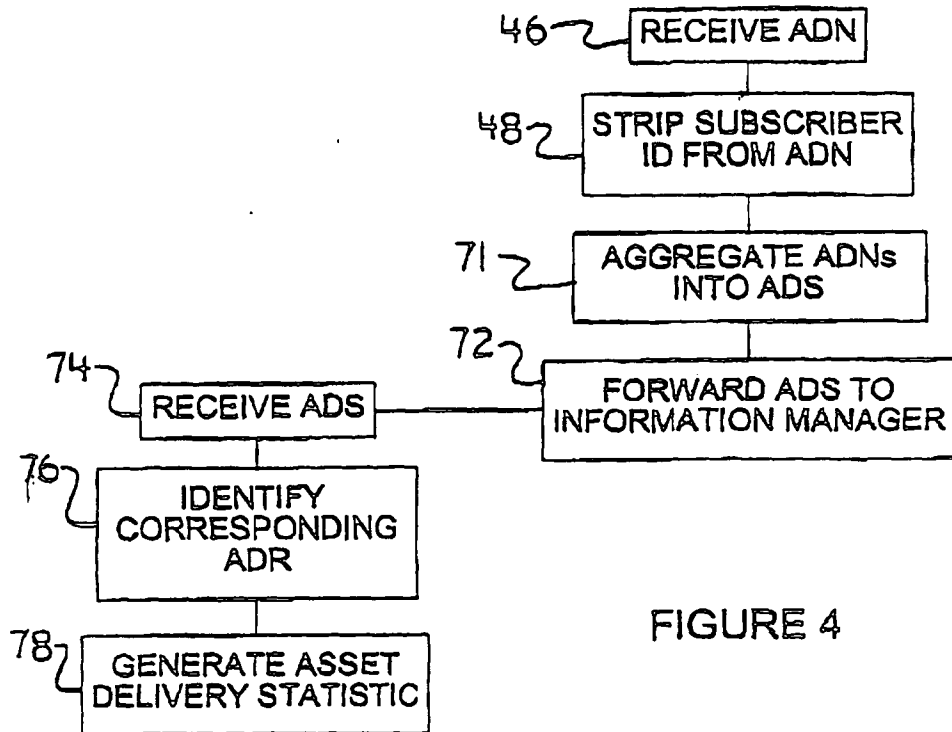 46
RECEIVE ADN
48
STRIP SUBSCRIBER
ID FROM ADN
71
AGGREGATE ADNs
INTO ADS
72
FORWARD ADS TO
INFORMATION MANAGER
74
RECEIVE ADS
76
IDENTIFY
CORRESPONDING
ADR
78
GENERATE ASSET
DELIVERY STATISTIC
FIGURE 4